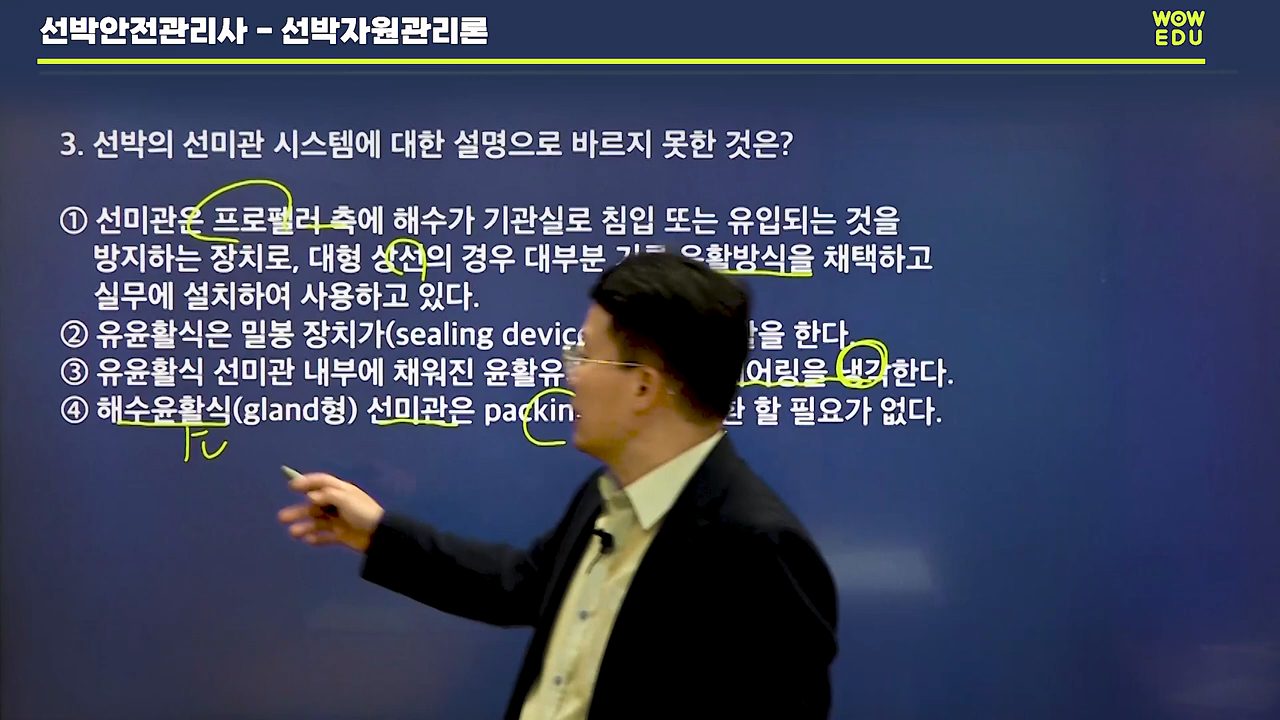 선박안전관리사 - 선박자원관리론
WOW
EDU
3. 선박의 선미관 시스템에 대한 설명으로 바르지 못한 것은?
① 선미관은 프로펠러 측에 해수가 기관실로 침입 또는 유입되는 것을
방지하는 장치로, 대형 상선의 경우 대부분 윤활방식을 채택하고
실무에 설치하여 사용하고 있다.
② 유윤활식은 밀봉 장치가(sealing device 한다.
③ 유윤활식 선미관 내부에 채워진 윤활유 냉각한다.
④ 해수윤활식(gland형) 선미관은 할 필요가 없다.